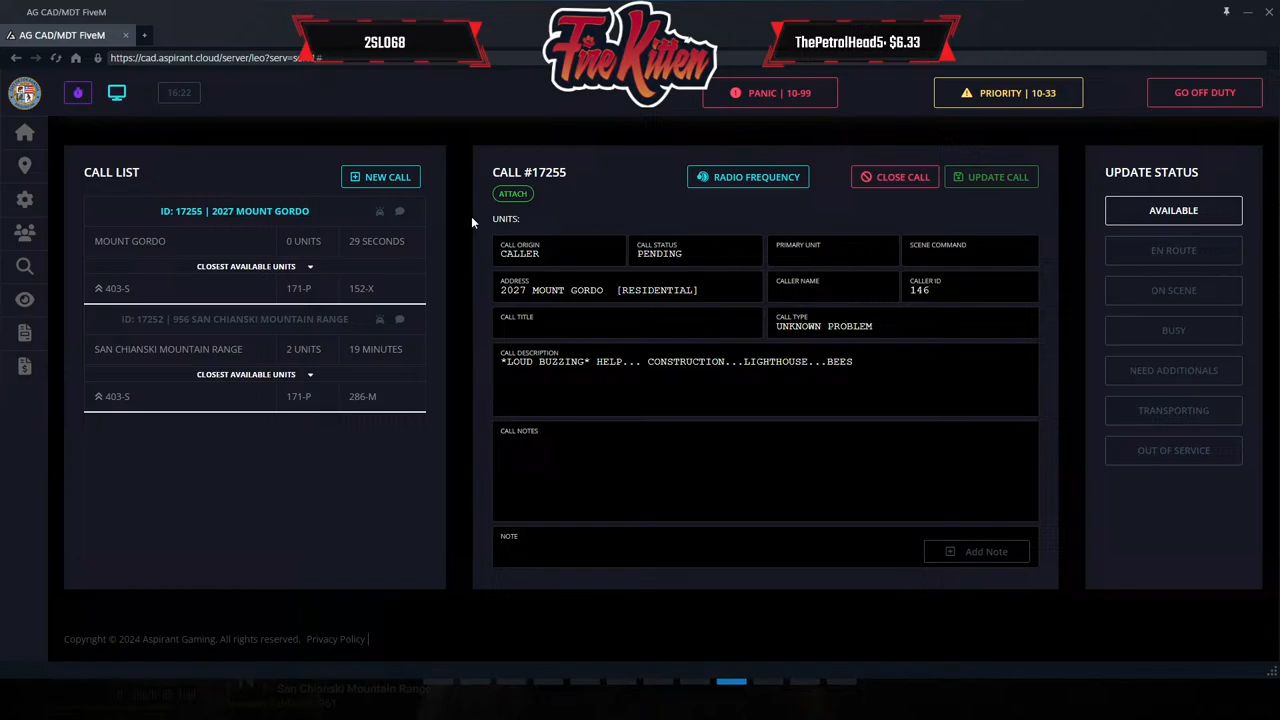 AG CAD/MDT FiveM
AG CAD/MDT FiveM
2SLO68
Fire Kitten
ThePetrolHead5• $6.33
https://cad.aspirant.cloud/server/leo?serv=
16:22
PANIC | 10-99
PRIORITY | 10-33
GO OFF DUTY
CALL LIST
NEW CALL
ID: 17255 | 2027 MOUNT GORDO
MOUNT GORDO
0 UNITS
29 SECONDS
CLOSEST AVAILABLE UNITS
403-S
171-P
152-X
ID: 17252 | 956 SAN CHIANSKI MOUNTAIN RANGE
SAN CHIANSKI MOUNTAIN RANGE
2 UNITS
19 MINUTES
CLOSEST AVAILABLE UNITS
403-S
171-P
286-M
CALL #17255
ATTACH
RADIO FREQUENCY
CLOSE CALL
UPDATE CALL
UNITS:
CALL ORIGIN
CALLER
CALL STATUS
PENDING
PRIMARY UNIT
SCENE COMMAND
ADDRESS
2027 MOUNT GORDO [RESIDENTIAL]
CALLER NAME
CALLER ID
146
CALL TITLE
CALL TYPE
UNKNOWN PROBLEM
CALL DESCRIPTION
*LOUD BUZZING* HELP... CONSTRUCTION...LIGHTHOUSE...BEES
CALL NOTES
NOTE
Add Note
UPDATE STATUS
AVAILABLE
EN ROUTE
ON SCENE
BUSY
NEED ADDITIONALS
TRANSPORTING
OUT OF SERVICE
Copyright © 2024 Aspirant Gaming. All rights reserved. Privacy Policy |
San Chianski Mountain Range